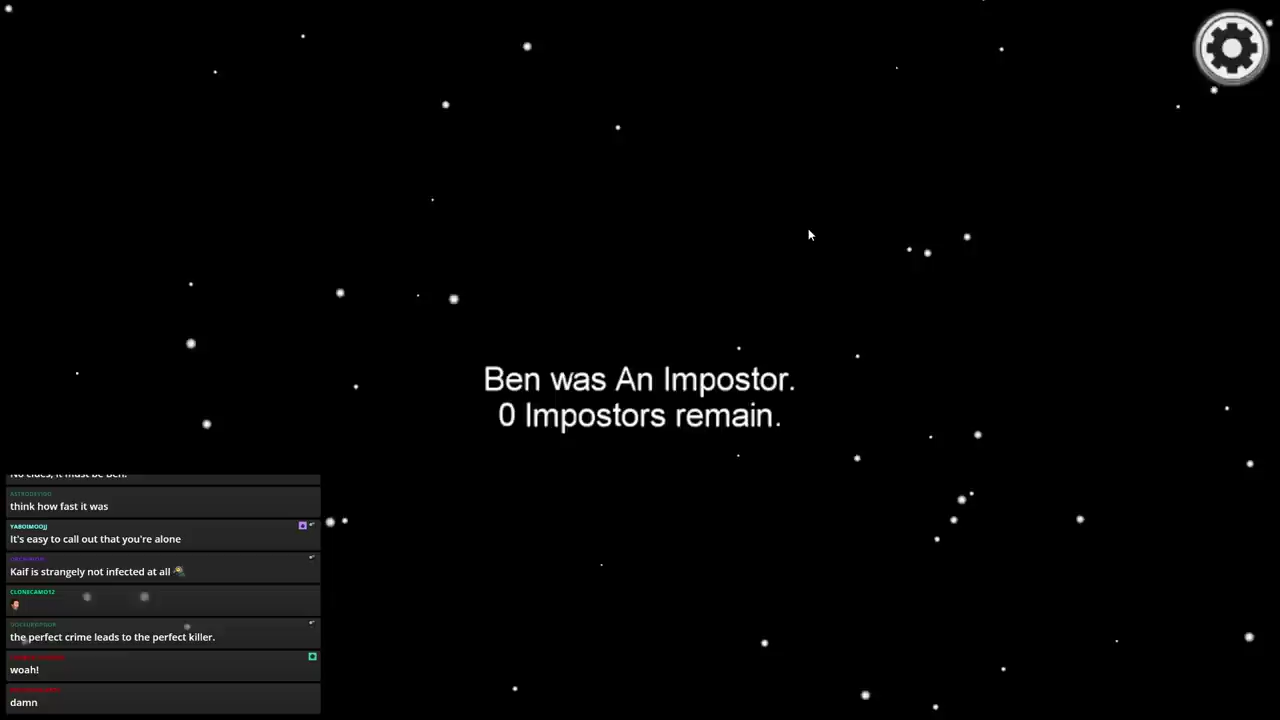 Ben was An Impostor.
0 Impostors remain.
think how fast it was
YABOIMOOJJ
It's easy to call out that you're alone
Kaif is strangely not infected at all
CLONECAMO12
the perfect crime leads to the perfect killer.
woah!
damn